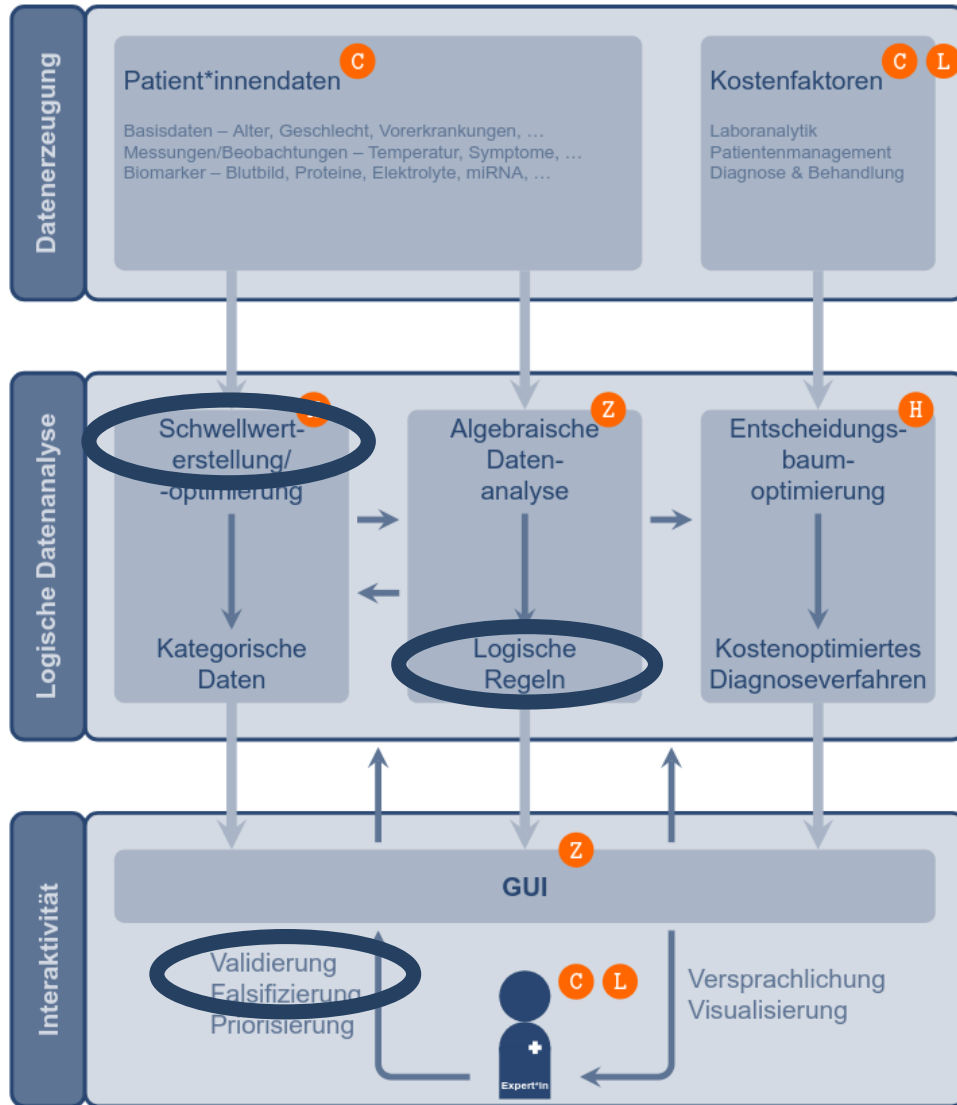 Datenerzeugung
Patient*innendaten
C
Basisdaten – Alter, Geschlecht, Vorerkrankungen, …
Messungen/Beobachtungen – Temperatur, Symptome, …
Biomarker – Blutbild, Proteine, Elektrolyte, miRNA, …
Kostenfaktoren
C L
Laboranalytik
Patientenmanagement
Diagnose & Behandlung
Logische Datenanalyse
Schwellwert-
erstellung/
-optimierung
Kategorische
Daten
Z
Algebraische
Daten-
analyse
Logische
Regeln
H
Entscheidungs-
baum-
optimierung
Kostenoptimiertes
Diagnoseverfahren
Interaktivität
Z
GUI
Validierung
Falsifizierung
Priorisierung
C L
Expert*In
Versprachlichung
Visualisierung